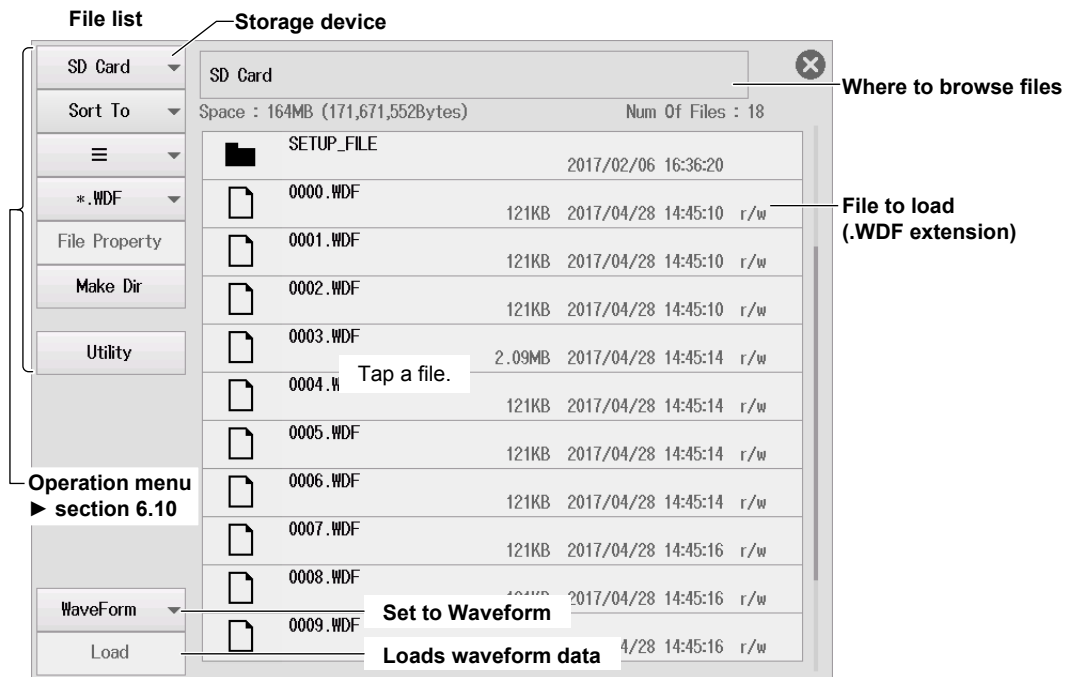 File list
Storage device
SD Card
SD Card
Where to browse files
Sort To
Space : 164MB (171,671,552Bytes)
Num Of Files : 18
SETUP_FILE
2017/02/06 16:36:20
*.WDF
0000.WDF
121KB 2017/04/28 14:45:10 r/w
File to load
(.WDF extension)
File Property
0001.WDF
121KB 2017/04/28 14:45:10 r/w
Make Dir
0002.WDF
121KB 2017/04/28 14:45:10 r/w
Utility
0003.WDF
2.09MB 2017/04/28 14:45:14 r/w
Tap a file.
0004.W
121KB 2017/04/28 14:45:14 r/w
0005.WDF
121KB 2017/04/28 14:45:14 r/w
Operation menu
► section 6.10
0006.WDF
121KB 2017/04/28 14:45:14 r/w
0007.WDF
121KB 2017/04/28 14:45:16 r/w
0008.WDF
2017/04/28 14:45:16 r/w
WaveForm
Set to Waveform
0009.WDF
4/28 14:45:16 r/w
Load
Loads waveform data